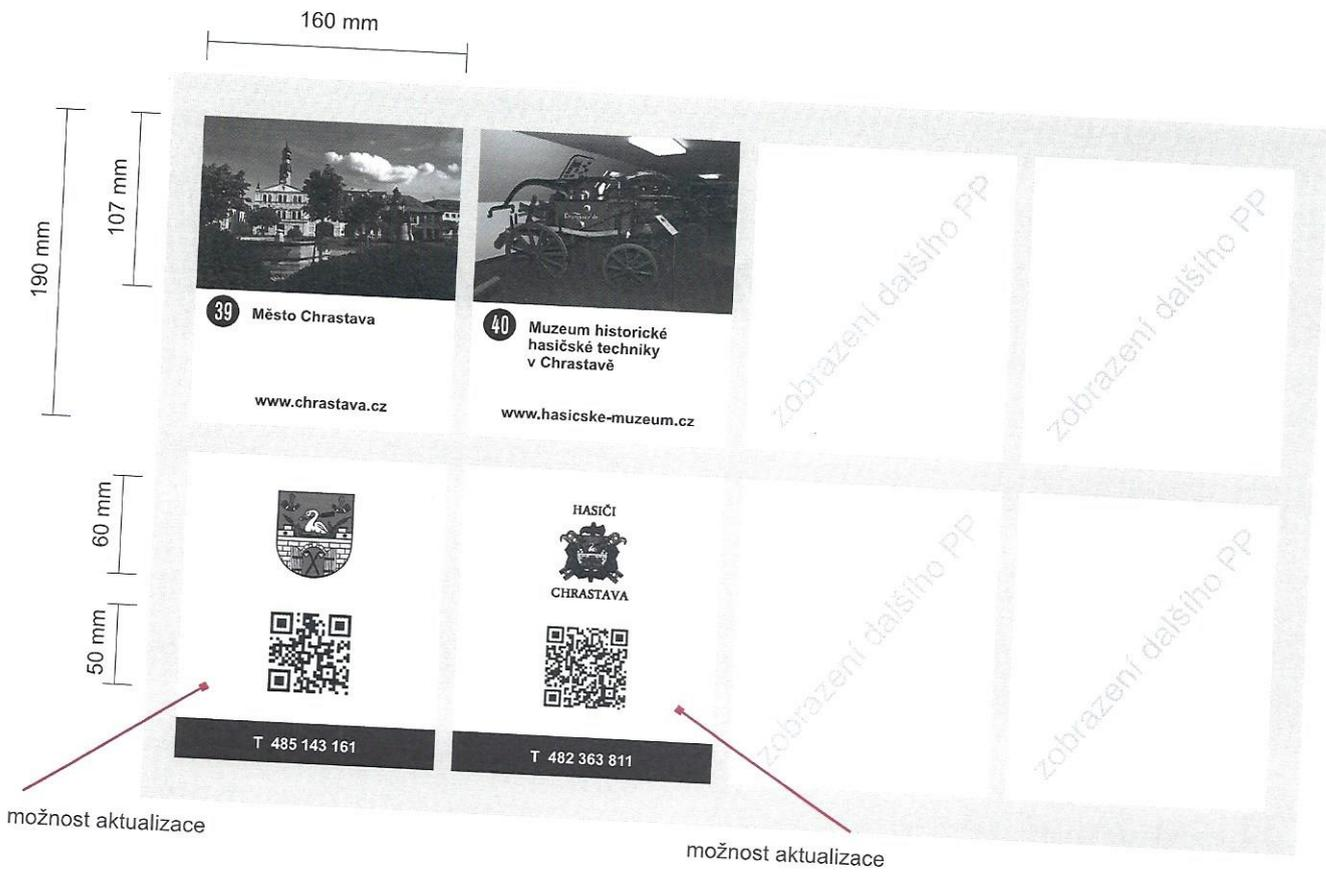 160 mm
190 mm
107 mm
39 Město Chrastava
www.chrastava.cz
40 Muzeum historické
hasičské techniky
v Chrastavě
www.hasicske-muzeum.cz
zobrazení dalšího PP
zobrazení dalšího PP
60 mm
50 mm
HASIČI
CHRASTAVA
T 485 143 161
T 482 363 811
zobrazení dalšího PP
zobrazení dalšího PP
možnost aktualizace
možnost aktualizace